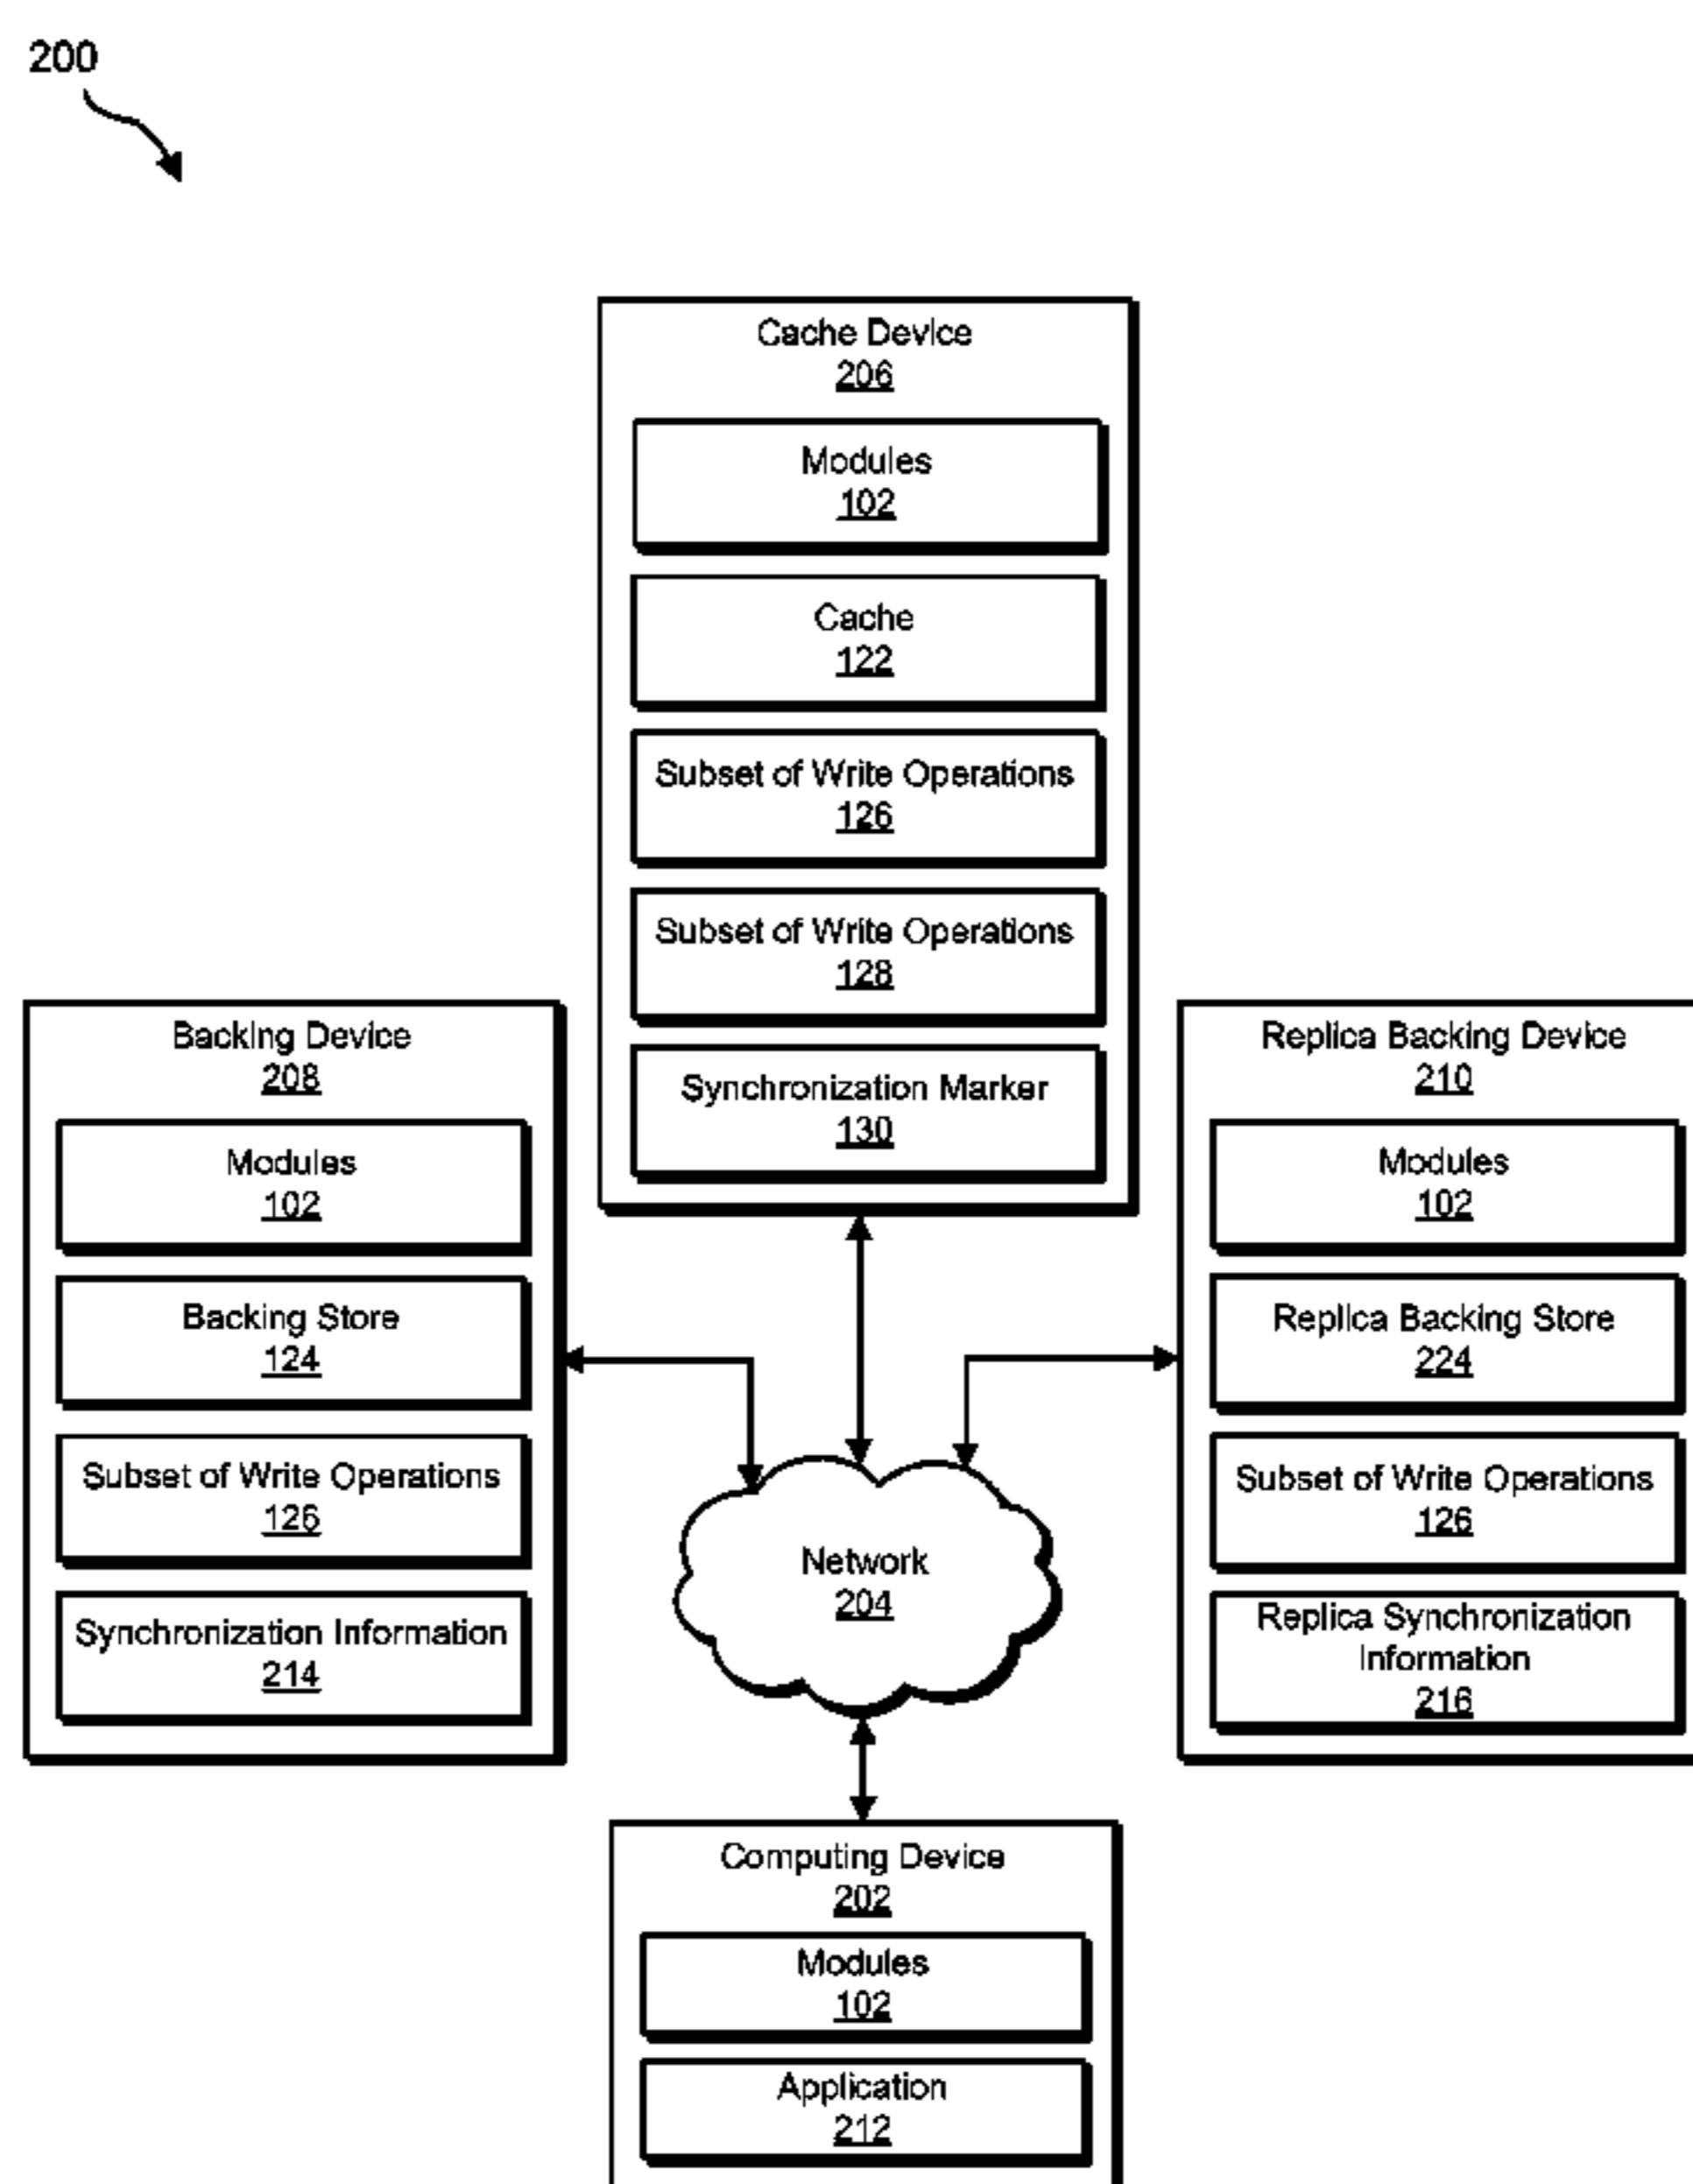 200
Cache Device
206
Modules
102
Cache
122
Subset of Write Operations
126
Subset of Write Operations
128
Synchronization Marker
130
Backing Device
208
Modules
102
Backing Store
124
Subset of Write Operations
126
Synchronization Information
214
Replica Backing Device
210
Modules
102
Replica Backing Store
224
Subset of Write Operations
126
Replica Synchronization
Information
216
Network
204
Computing Device
202
Modules
102
Application
212